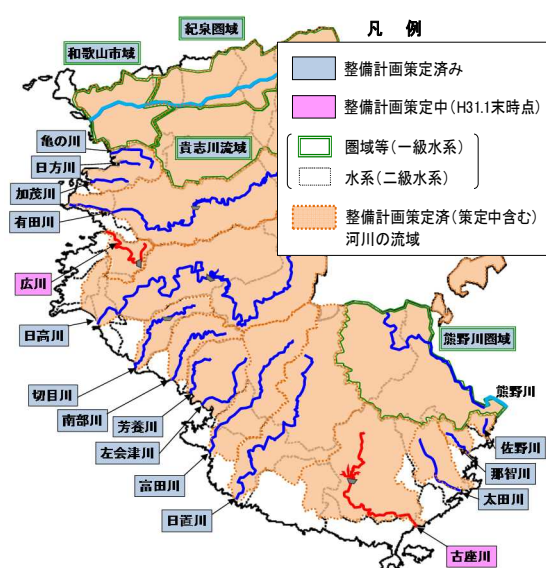 紀泉圏域
和歌山市域
凡 例
整備計画策定済み
整備計画策定中(H31.1末時点)
圏域等(一級水系)
水系(二級水系)
整備計画策定済(策定中含む)
河川の流域
貴志川流域
亀の川
日方川
加茂川
有田川
広川
日高川
切目川
南部川
芳養川
左会津川
富田川
日置川
熊野川圏域
熊野川
佐野川
那智川
太田川
古座川